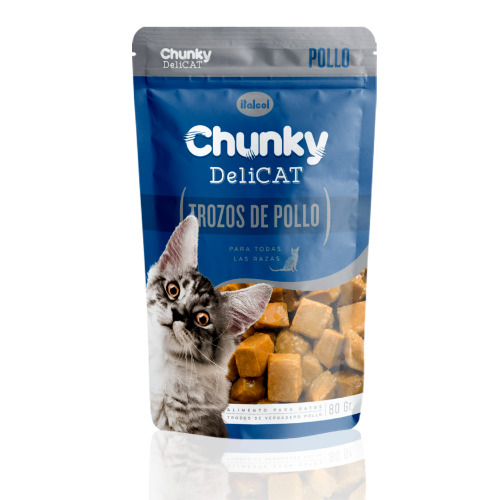 Chunky
DeliCAT
POLLO
italcol
Chunky
DeliCAT
(TROZOS DE POLLO)
PARA TODAS
LAS RAZAS
ALIMENTO PARA GATOS
TROZOS DE VERDADERO POLLO
80 Gr.